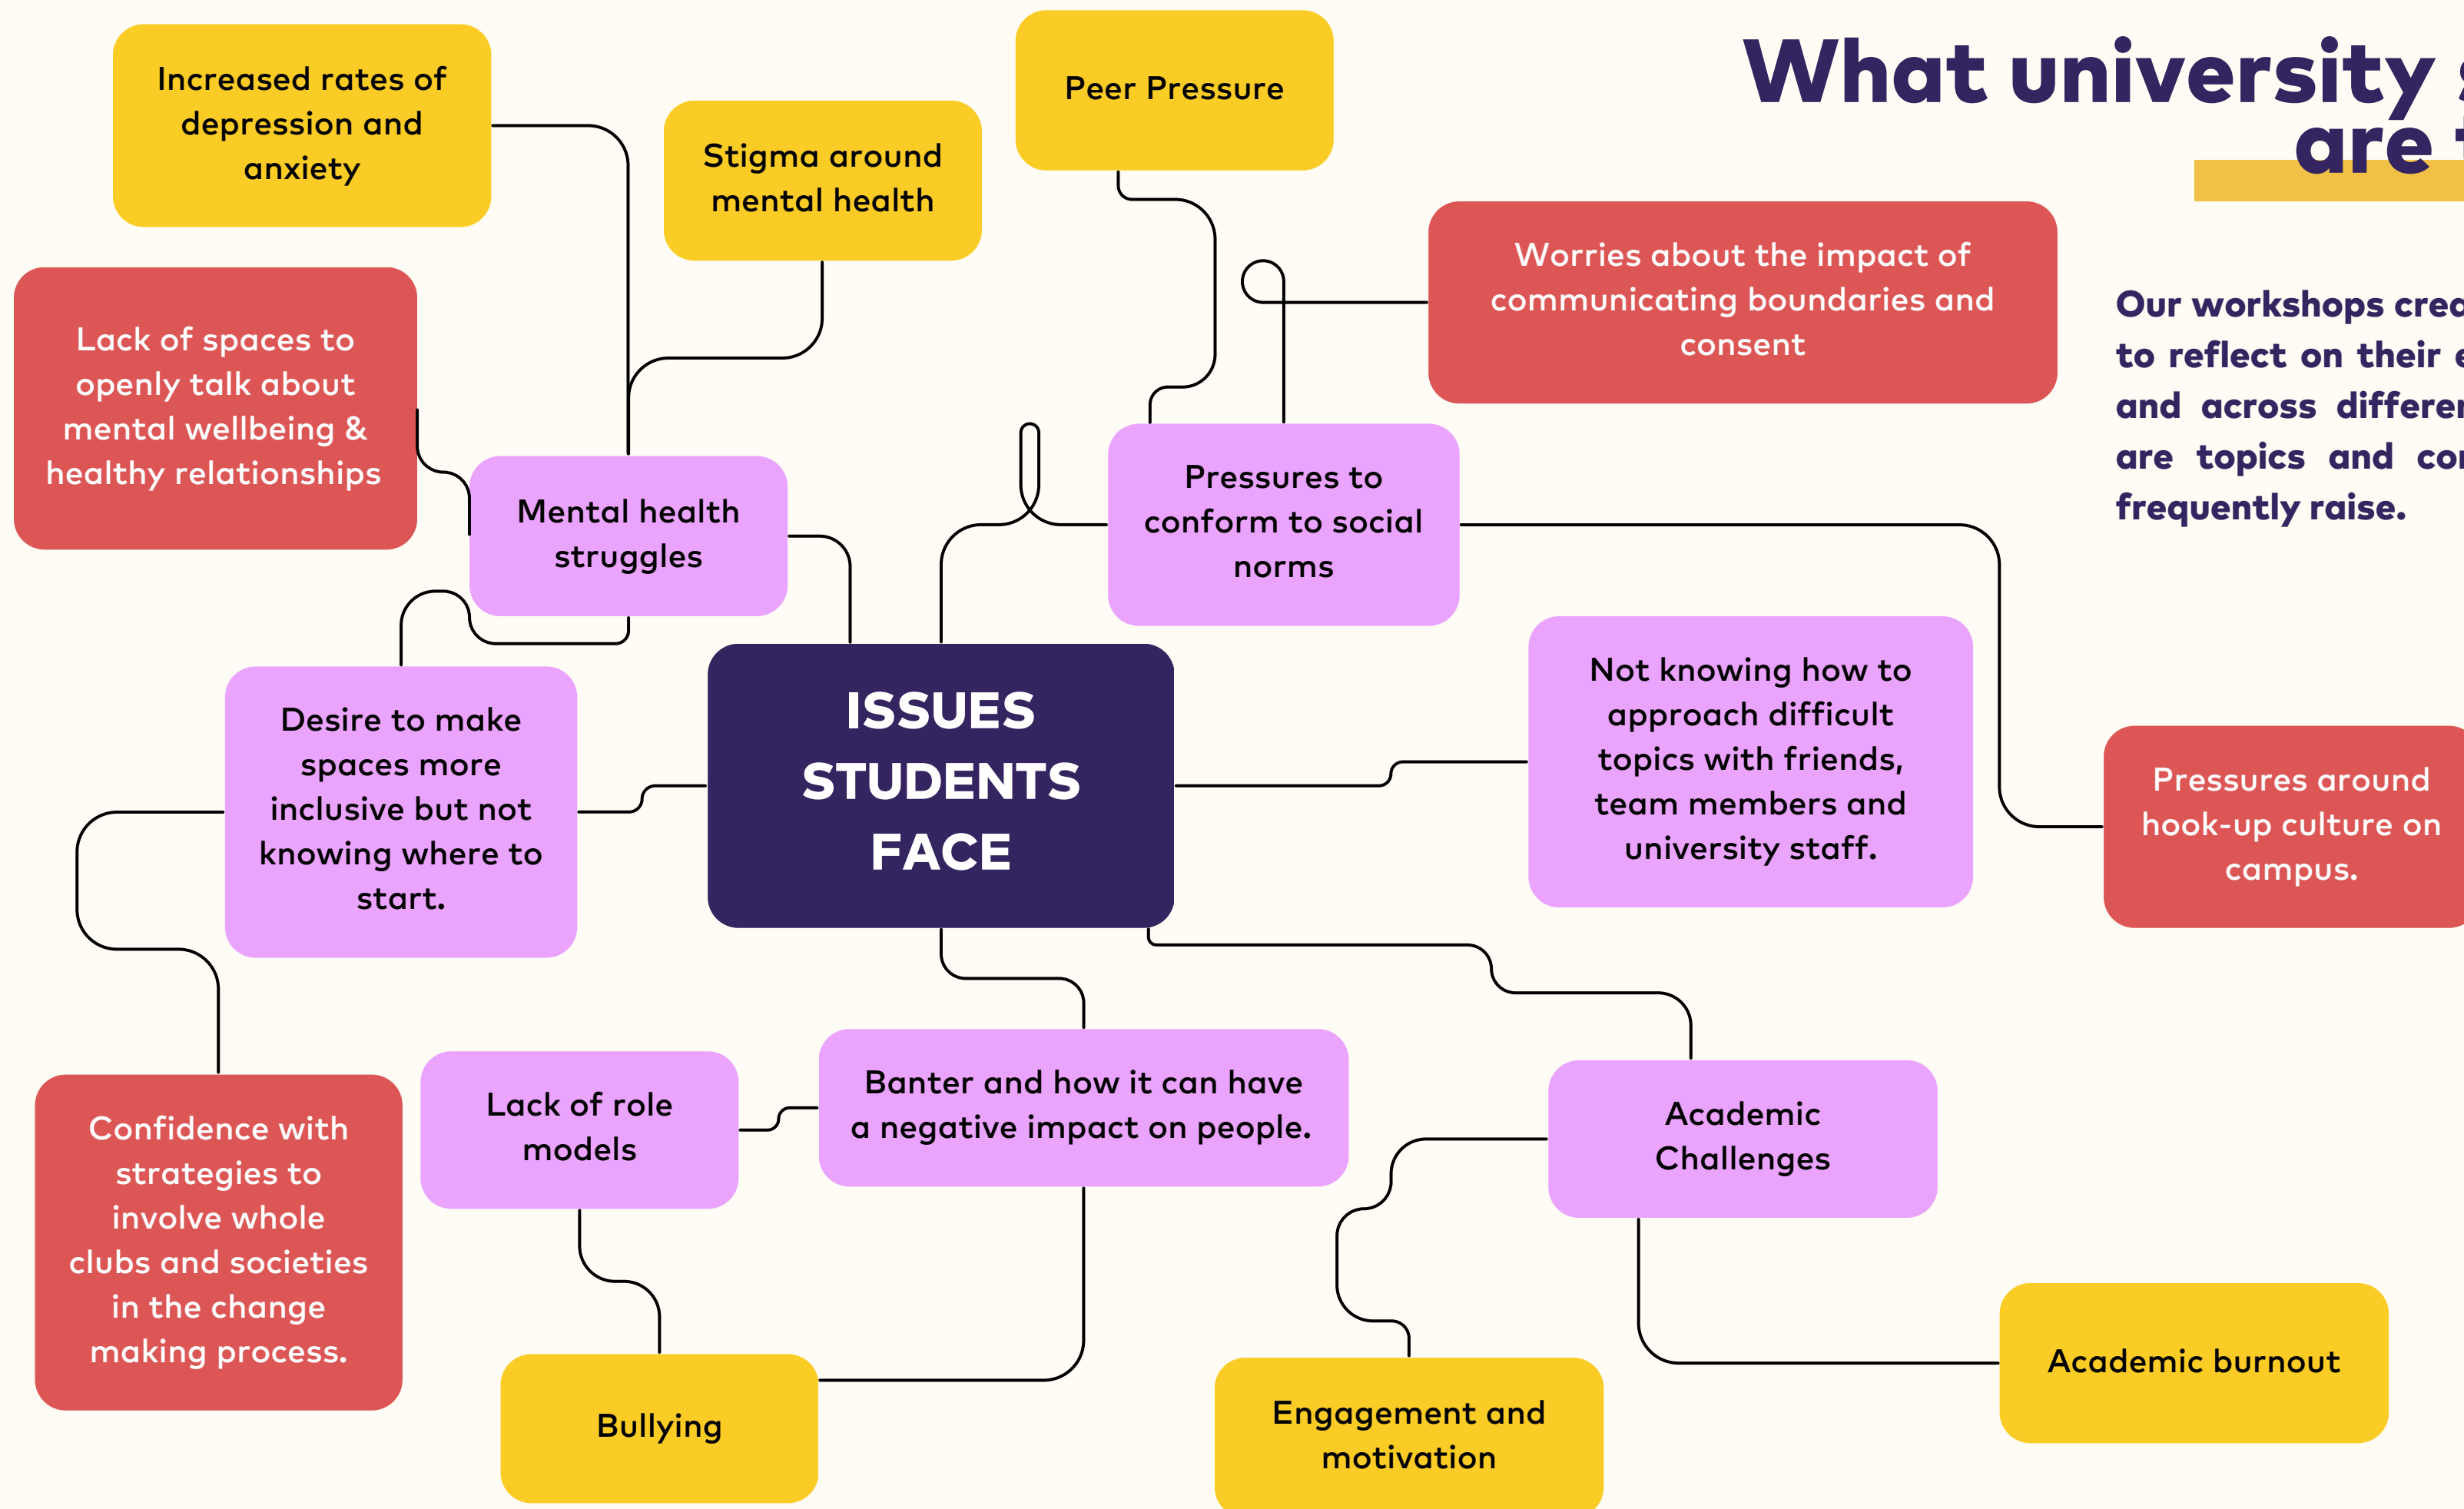 What university
are
Our workshops
to reflect on their
and across
are topics and
frequently raise.
Increased rates of
depression and
anxiety
Stigma around
mental health
Peer Pressure
Worries about the impact of
communicating boundaries and
consent
Lack of spaces to
openly talk about
mental wellbeing &
healthy relationships
Mental health
struggles
Pressures to
conform to social
norms
Desire to make
spaces more
inclusive but not
knowing where to
start.
ISSUES
STUDENTS
FACE
Not knowing how to
approach difficult
topics with friends,
team members and
university staff.
Pressures around
hook-up culture on
campus.
Confidence with
strategies to
involve whole
clubs and societies
in the change
making process.
Lack of role
models
Banter and how it can have
a negative impact on people.
Academic
Challenges
Bullying
Engagement and
motivation
Academic burnout